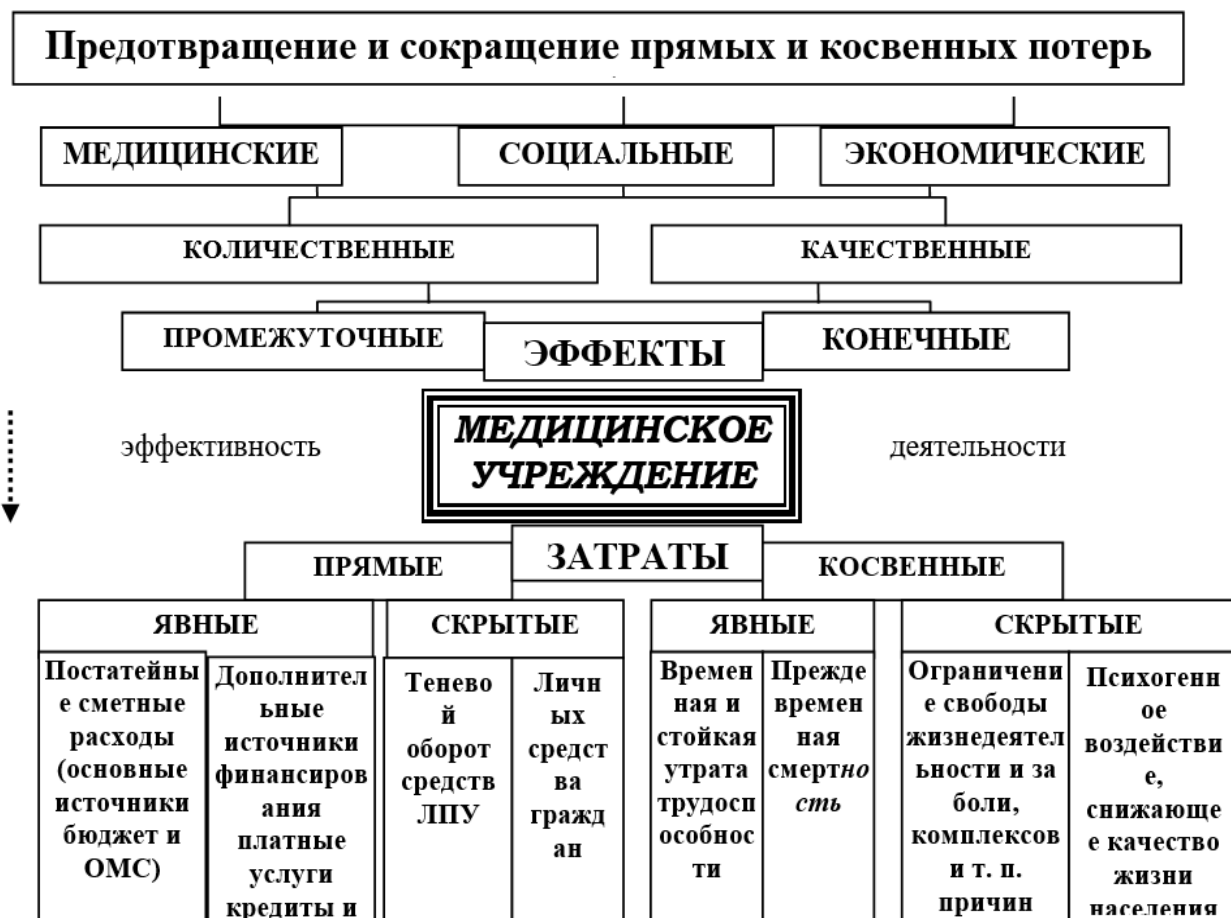 Предотвращение и сокращение прямых и косвенных потерь
МЕДИЦИНСКИЕ
СОЦИАЛЬНЫЕ
ЭКОНОМИЧЕСКИЕ
КОЛИЧЕСТВЕННЫЕ
КАЧЕСТВЕННЫЕ
ПРОМЕЖУТОЧНЫЕ
ЭФФЕКТЫ
КОНЕЧНЫЕ
эффективность
МЕДИЦИНСКОЕ
УЧРЕЖДЕНИЕ
деятельности
ПРЯМЫЕ
ЗАТРАТЫ
КОСВЕННЫЕ
ЯВНЫЕ
СКРЫТЫЕ
ЯВНЫЕ
СКРЫТЫЕ
Постатейны
е сметные
расходы
(основные
источники
бюджет и
ОМС)
Дополнител
ьные
источники
финансиров
ания
платные
услуги
кредиты и
Тенево
й
оборот
средств
ЛПУ
Личн
ых
средст
ва
гражд
ан
Времен
ная и
стойкая
утрата
трудосп
особнос
ти
Прежде
времен
ная
смертно
сть
Ограничени
е свободы
жизнедеятел
ьности и за
боли,
комплексов
и т. п.
причин
Психогенн
ое
воздействи
е,
снижающе
е качество
жизни
населения